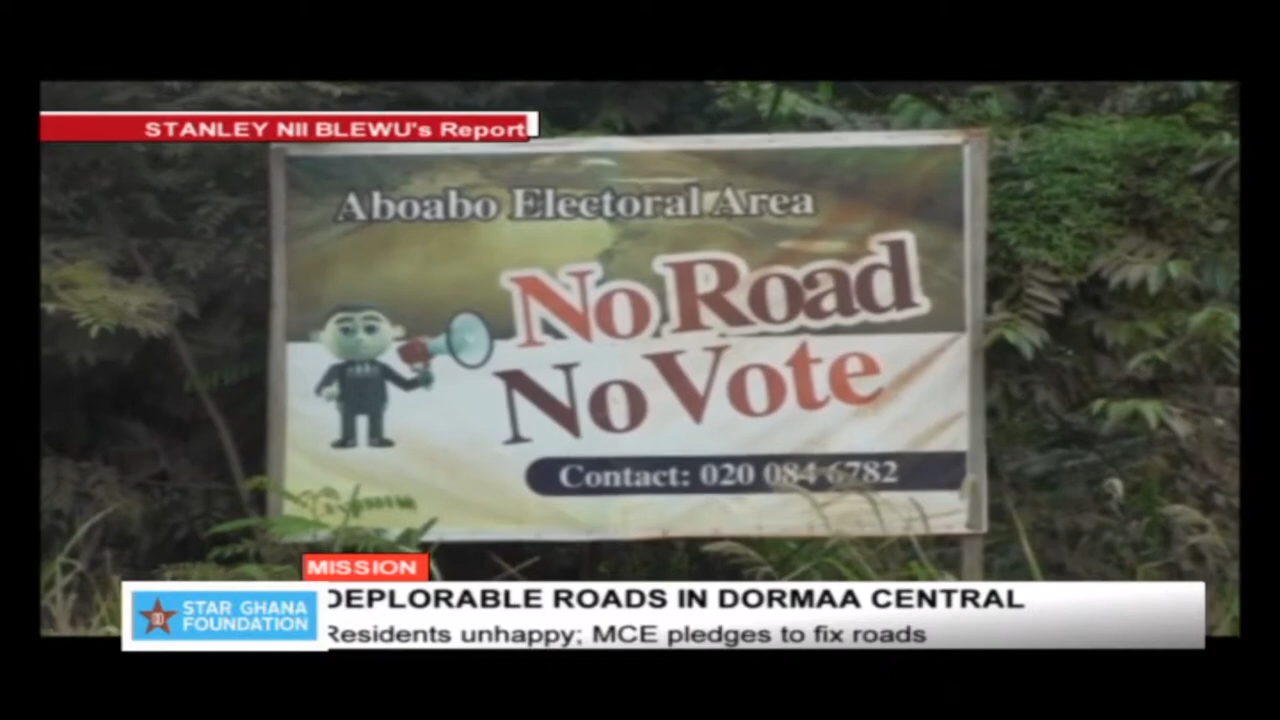 STANLEY NII BLEWU's Report
Aboabo Electoral Area
No Road
No Vote
Contact: 020 084 6782
MISSION
STAR GHANA
FOUNDATION
DEPLORABLE ROADS IN DORMAA CENTRAL
Residents unhappy; MCE pledges to fix roads